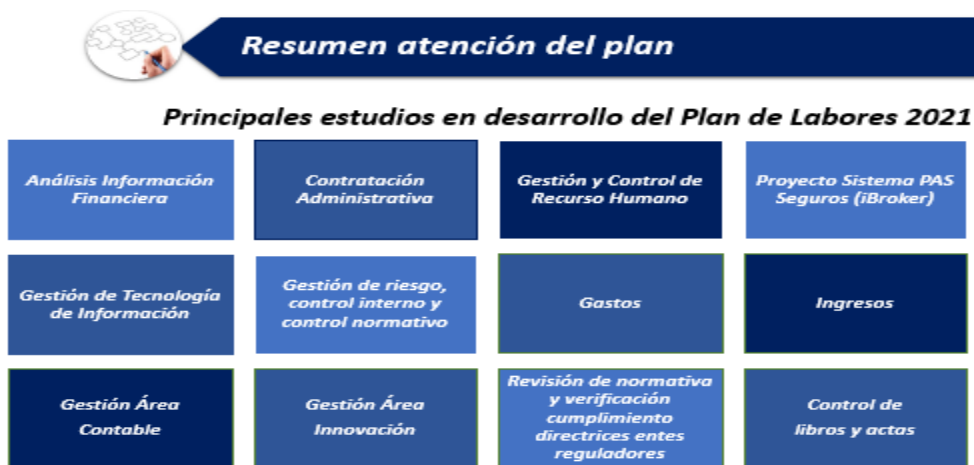 Resumen atención del plan
Principales estudios en desarrollo del Plan de Labores 2021
Análisis Información
Financiera
Contratación
Administrativa
Gestión y Control de
Recurso Humano
Proyecto Sistema PAS
Seguros (iBroker)
Gestión de Tecnología
de Información
Gestión de riesgo,
control interno y
control normativo
Gastos
Ingresos
Gestión Área
Contable
Gestión Área
Innovación
Revisión de normativa
y verificación
cumplimiento
directrices entes
reguladores
Control de
libros y actas